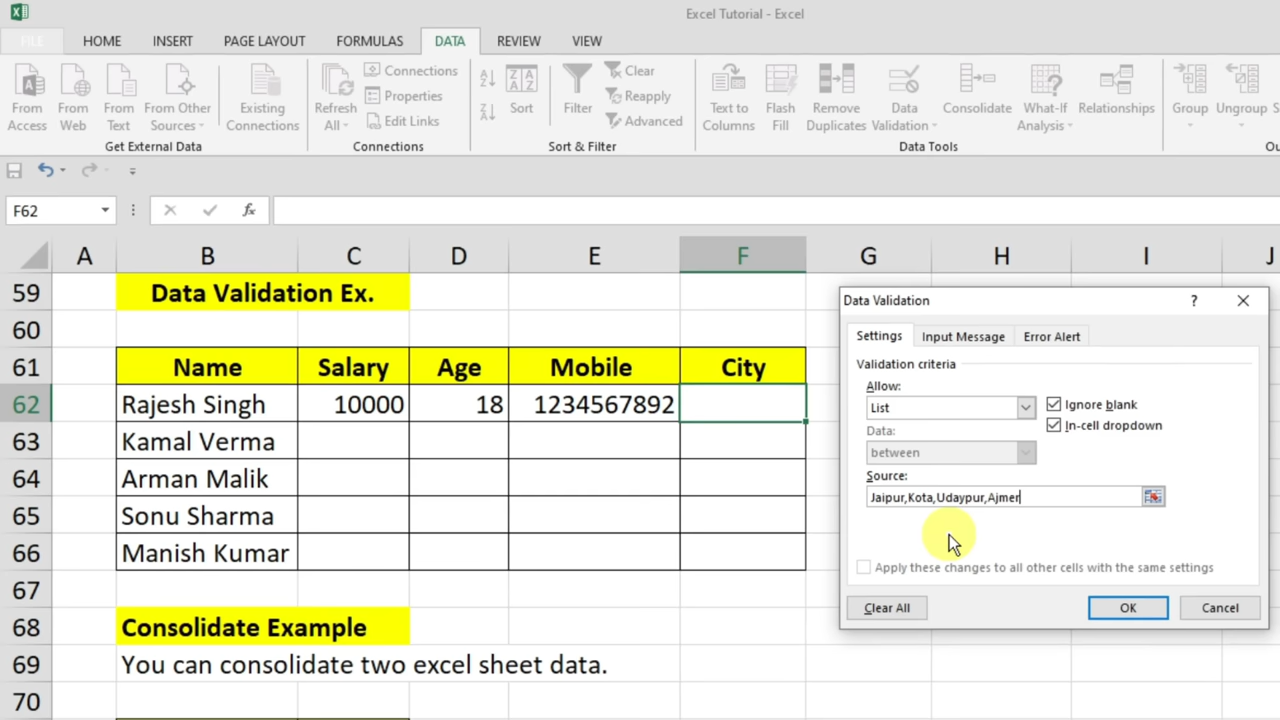 Excel Tutorial - Excel
FILE HOME INSERT PAGE LAYOUT FORMULAS DATA REVIEW VIEW
From Access
From Web
From Text
From Other Sources
Existing Connections
Get External Data
Refresh All
Connections
Properties
Edit Links
Connections
Sort
Filter
Clear
Reapply
Advanced
Sort & Filter
Text to Columns
Flash Fill
Remove Duplicates
Data Validation
Consolidate
What-If Analysis
Relationships
Data Tools
Group
Ungroup
F62
fx
A B C D E F G H I J
59 Data Validation Ex.
60
61 Name Salary Age Mobile City
62 Rajesh Singh 10000 18 1234567892
63 Kamal Verma
64 Arman Malik
65 Sonu Sharma
66 Manish Kumar
67
68 Consolidate Example
69 You can consolidate two excel sheet data.
70
Data Validation ?
Settings Input Message Error Alert
Validation criteria
Allow:
List
Ignore blank
In-cell dropdown
Data:
between
Source:
Jaipur,Kota,Udaypur,Ajmer
Apply these changes to all other cells with the same settings
Clear All OK Cancel